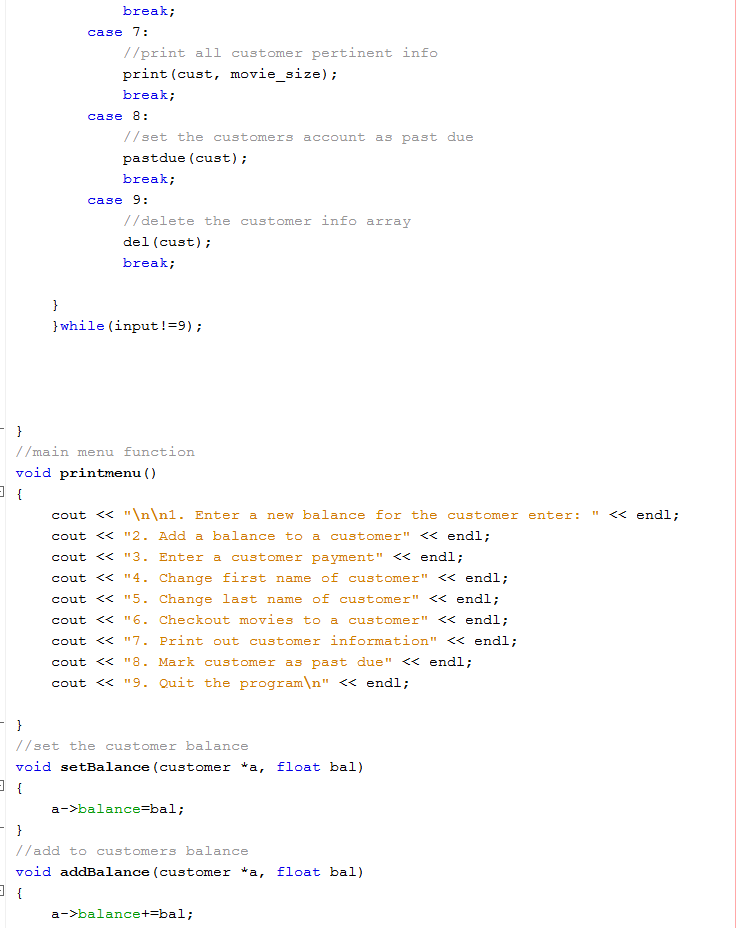 break;
case 7:
//print all customer pertinent info
print(cust, movie_size);
break;
case 8:
//set the customers account as past due
pastdue(cust);
break;
case 9:
//delete the customer info array
del(cust);
break;
}
}while(input!=9);
}
//main menu function
void printmenu()
{
cout << "\n\n1. Enter a new balance for the customer enter: " << endl;
cout << "2. Add a balance to a customer" << endl;
cout << "3. Enter a customer payment" << endl;
cout << "4. Change first name of customer" << endl;
cout << "5. Change last name of customer" << endl;
cout << "6. Checkout movies to a customer" << endl;
cout << "7. Print out customer information" << endl;
cout << "8. Mark customer as past due" << endl;
cout << "9. Quit the program\n" << endl;
}
//set the customer balance
void setBalance(customer *a, float bal)
{
a->balance=bal;
}
//add to customers balance
void addBalance(customer *a, float bal)
{
a->balance+=bal;